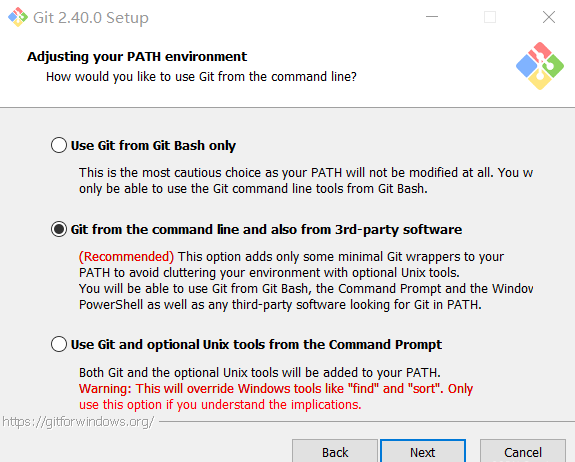 Git 2.40.0 Setup
Adjusting your PATH environment
How would you like to use Git from the command line?
Use Git from Git Bash only
This is the most cautious choice as your PATH will not be modified at all. You w
only be able to use the Git command line tools from Git Bash.
Git from the command line and also from 3rd-party software
(Recommended) This option adds only some minimal Git wrappers to your
PATH to avoid cluttering your environment with optional Unix tools.
You will be able to use Git from Git Bash, the Command Prompt and the Window
PowerShell as well as any third-party software looking for Git in PATH.
Use Git and optional Unix tools from the Command Prompt
Both Git and the optional Unix tools will be added to your PATH.
Warning: This will override Windows tools like "find" and "sort". Only
use this option if you understand the implications.
https://gitforwindows.org/
Back Next Cancel